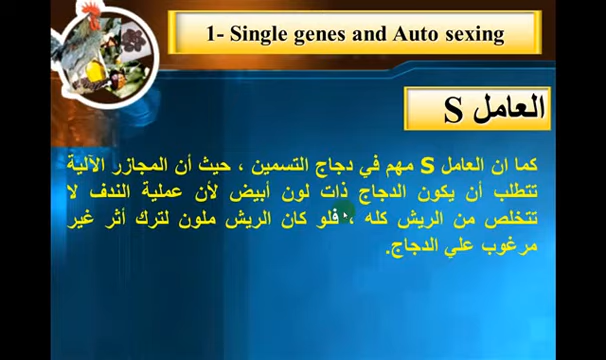 1- Single genes and Auto sexing
العامل S
كما ان العامل S مهم في دجاج التسمين ، حيث أن المجازر الآلية
تتطلب أن يكون الدجاج ذات لون أبيض لأن عملية الندف لا
تتخلص من الريش كله ، فلو كان الريش ملون لترك أثر غير
مرغوب علي الدجاج.